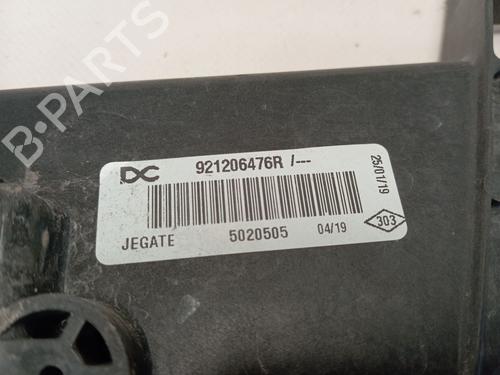 DC 921206476R /---
25/01/19
JEGATE 5020505 04/19
303
B-PARTS